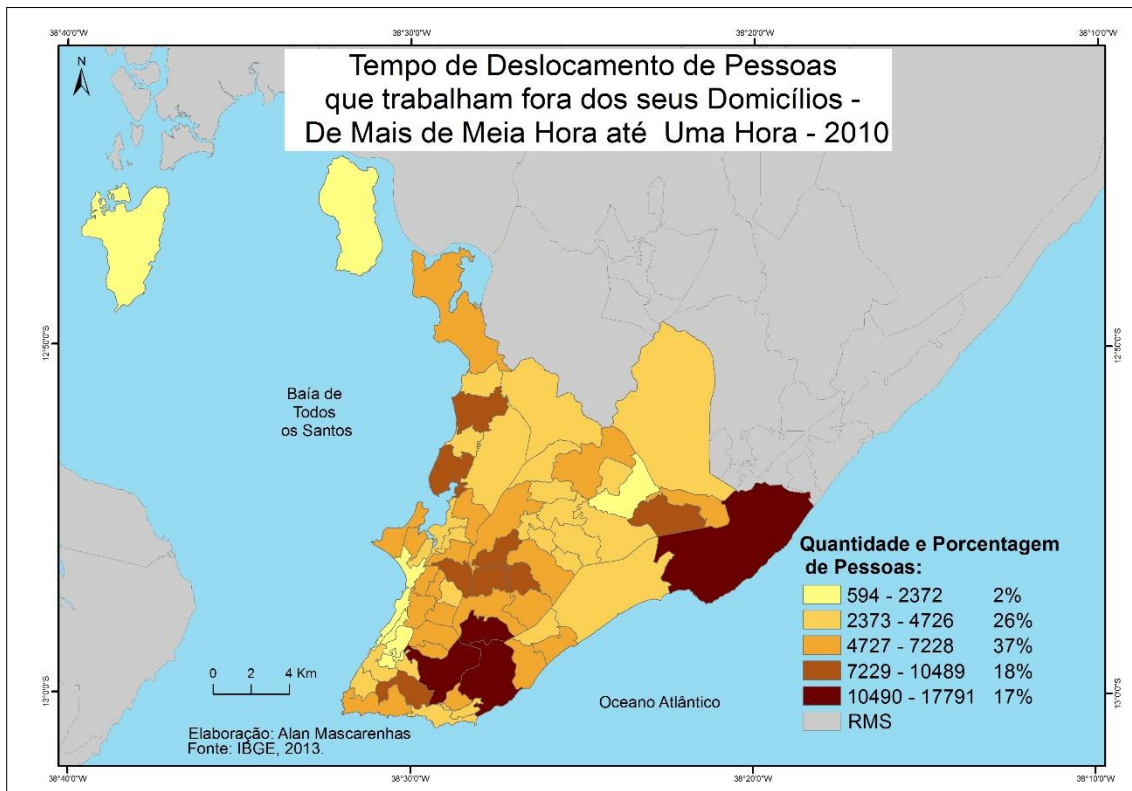 38°40'0"W
38°30'0"W
38°20'0"W
38°10'0"W
N
Tempo de Deslocamento de Pessoas
que trabalham fora dos seus Domicílios -
De Mais de Meia Hora até Uma Hora - 2010
12°50'0"S
12°50'0"S
Baía de
Todos
os Santos
Quantidade e Porcentagem
de Pessoas:
594 - 2372 2%
2373 - 4726 26%
4727 - 7228 37%
7229 - 10489 18%
10490 - 17791 17%
RMS
0 2 4 Km
13°0'0"S
13°0'0"S
Oceano Atlântico
Elaboração: Alan Mascarenhas
Fonte: IBGE, 2013.
38°40'0"W
38°30'0"W
38°20'0"W
38°10'0"W